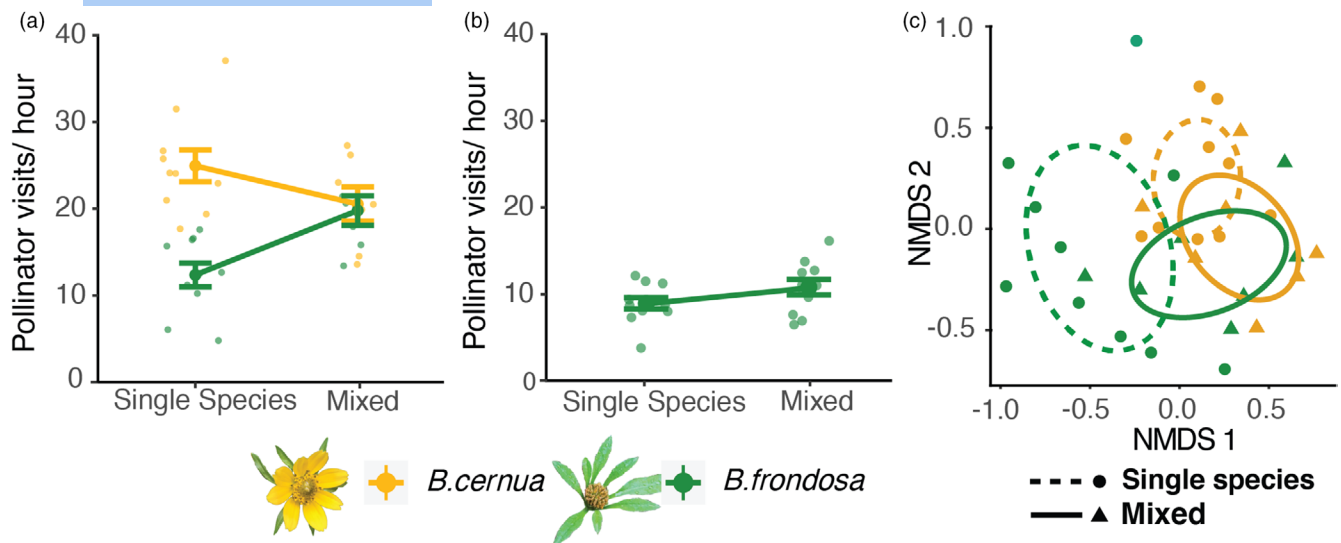 (a)
Pollinator visits/ hour
40
30
20
10
0
Single Species
Mixed
(b)
Pollinator visits/ hour
40
30
20
10
0
Single Species
Mixed
(c)
NMDS 2
1.0
0.5
0.0
-0.5
-1.0
-0.5
0.0
0.5
NMDS 1
B.cernua
B.frondosa
Single species
Mixed